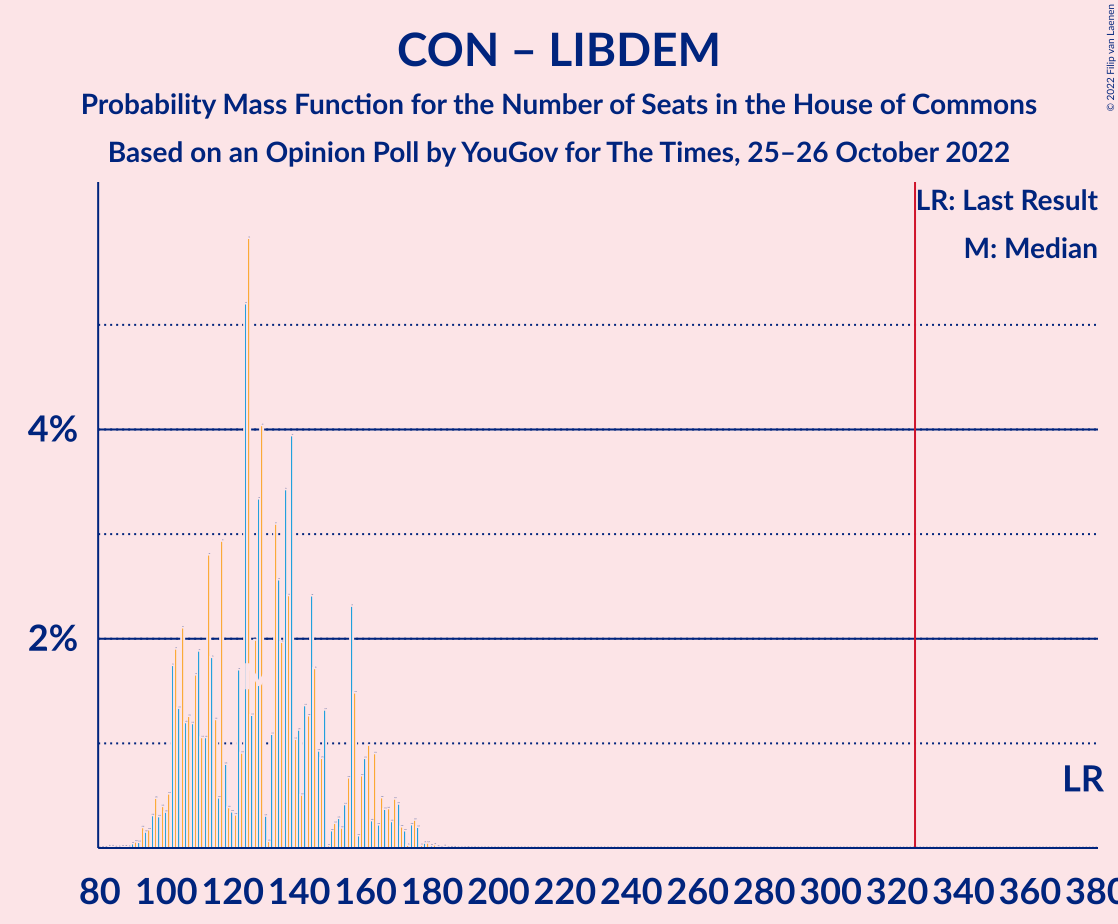 CON – LIBDEM
Probability Mass Function for the Number of Seats in the House of Commons
Based on an Opinion Poll by YouGov for The Times, 25–26 October 2022
© 2022 Filip van Laenen
LR: Last Result
M: Median
4%
2%
LR
80 100 120 140 160 180 200 220 240 260 280 300 320 340 360 380